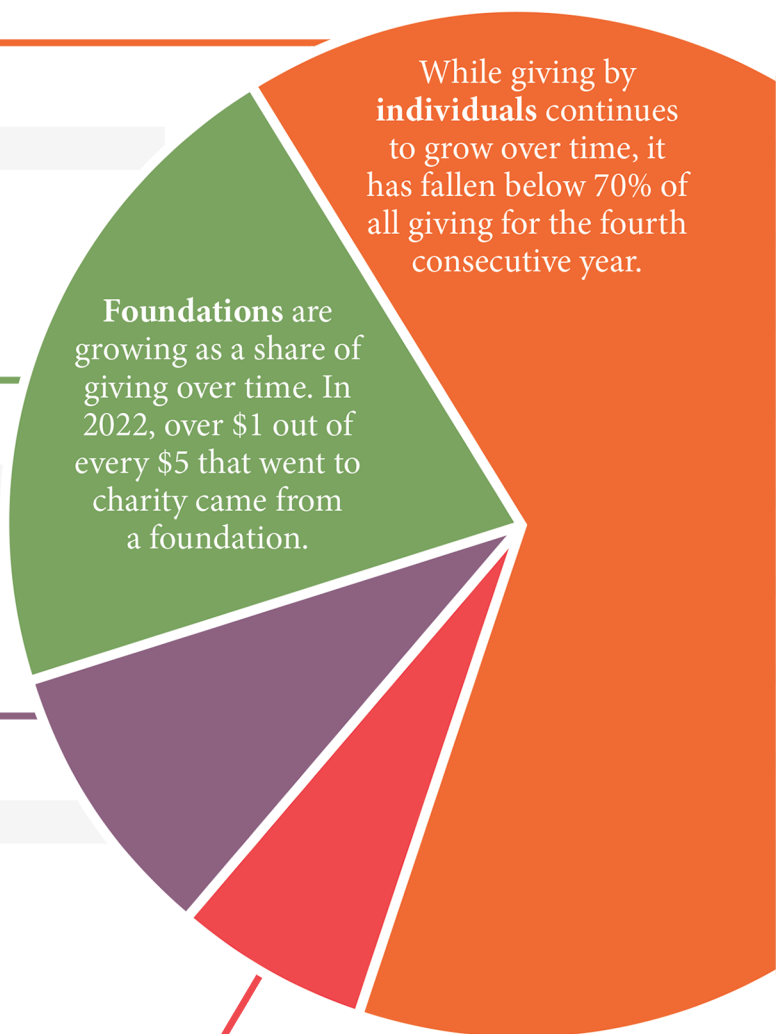 While giving by
individuals continues
to grow over time, it
has fallen below 70% of
all giving for the fourth
consecutive year.
Foundations are
growing as a share of
giving over time. In
2022, over $1 out of
every $5 that went to
charity came from
a foundation.